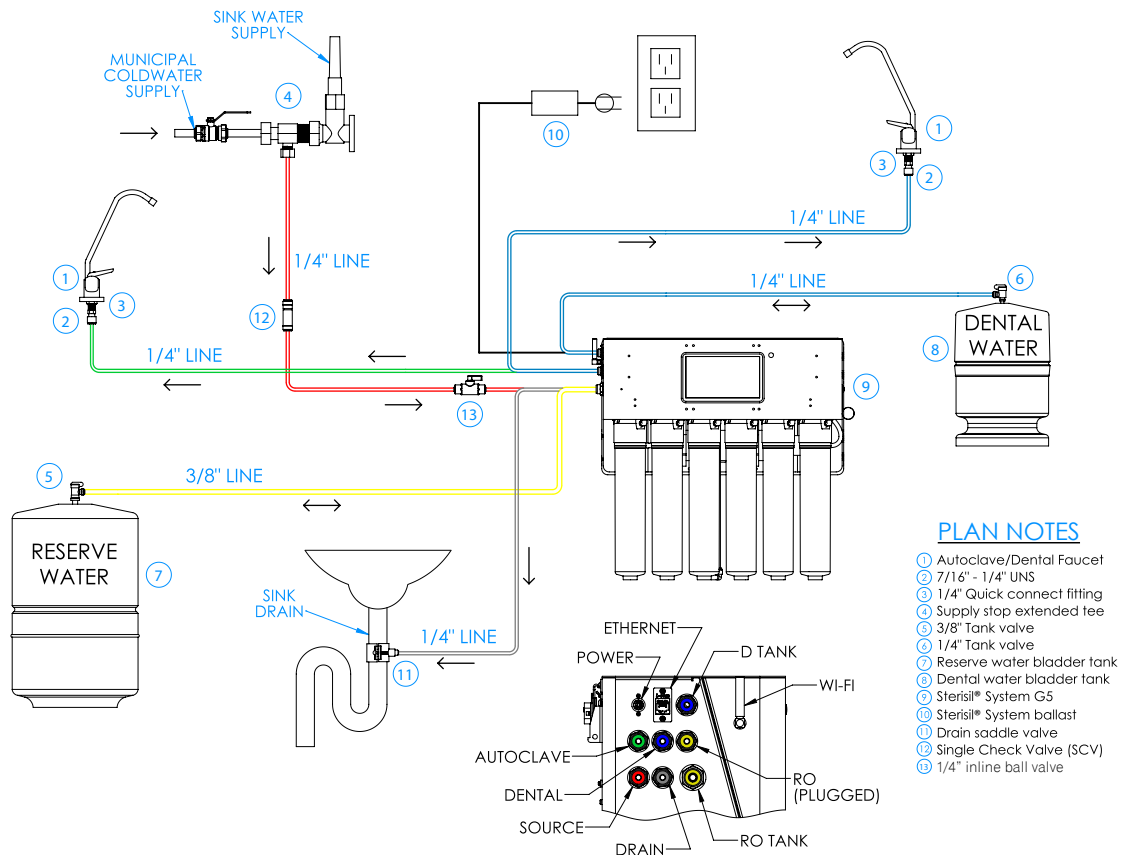 SINK WATER
SUPPLY
MUNICIPAL
COLDWATER
SUPPLY
4
10
1
3
2
1/4" LINE
1/4" LINE
1/4" LINE
6
1
3
2
12
1/4" LINE
DENTAL
WATER
8
9
13
5
3/8" LINE
RESERVE
WATER
7
SINK
DRAIN
1/4" LINE
11
PLAN NOTES
1 Autoclave/Dental Faucet
2 7/16" - 1/4" UNS
3 1/4" Quick connect fitting
4 Supply stop extended tee
5 3/8" Tank valve
6 1/4" Tank valve
7 Reserve water bladder tank
8 Dental water bladder tank
9 Sterisil® System G5
10 Sterisil® System ballast
11 Drain saddle valve
12 Single Check Valve (SCV)
13 1/4" inline ball valve
ETHERNET
POWER
D TANK
WI-FI
AUTOCLAVE
DENTAL
RO
(PLUGGED)
SOURCE
RO TANK
DRAIN